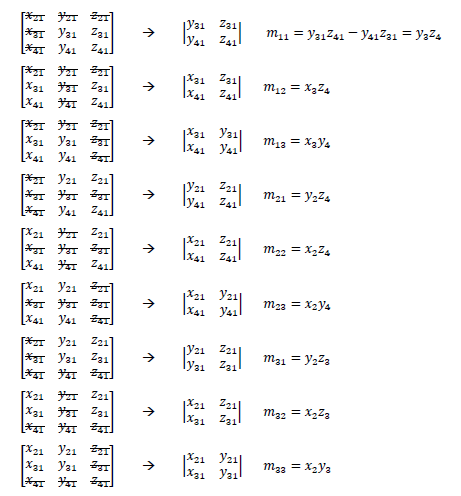 [x₂₁ y₂₁ z₂₁]
[x₃₁ y₃₁ z₃₁] → |y₃₁ z₃₁| m₁₁ = y₃₁z₄₁ − y₄₁z₃₁ = y₃z₄
[x₄₁ y₄₁ z₄₁] |y₄₁ z₄₁|
[x₂₁ y₂₁ z₂₁]
[x₃₁ y₃₁ z₃₁] → |x₃₁ z₃₁| m₁₂ = x₃z₄
[x₄₁ y₄₁ z₄₁] |x₄₁ z₄₁|
[x₂₁ y₂₁ z₂₁]
[x₃₁ y₃₁ z₃₁] → |x₃₁ y₃₁| m₁₃ = x₃y₄
[x₄₁ y₄₁ z₄₁] |x₄₁ y₄₁|
[x₂₁ y₂₁ z₂₁]
[x₃₁ y₃₁ z₃₁] → |y₂₁ z₂₁| m₂₁ = y₂z₄
[x₄₁ y₄₁ z₄₁] |y₄₁ z₄₁|
[x₂₁ y₂₁ z₂₁]
[x₃₁ y₃₁ z₃₁] → |x₂₁ z₂₁| m₂₂ = x₂z₄
[x₄₁ y₄₁ z₄₁] |x₄₁ z₄₁|
[x₂₁ y₂₁ z₂₁]
[x₃₁ y₃₁ z₃₁] → |x₂₁ y₂₁| m₂₃ = x₂y₄
[x₄₁ y₄₁ z₄₁] |x₄₁ y₄₁|
[x₂₁ y₂₁ z₂₁]
[x₃₁ y₃₁ z₃₁] → |y₂₁ z₂₁| m₃₁ = y₂z₃
[x₄₁ y₄₁ z₄₁] |y₃₁ z₃₁|
[x₂₁ y₂₁ z₂₁]
[x₃₁ y₃₁ z₃₁] → |x₂₁ z₂₁| m₃₂ = x₂z₃
[x₄₁ y₄₁ z₄₁] |x₃₁ z₃₁|
[x₂₁ y₂₁ z₂₁]
[x₃₁ y₃₁ z₃₁] → |x₂₁ y₂₁| m₃₃ = x₂y₃
[x₄₁ y₄₁ z₄₁] |x₃₁ y₃₁|